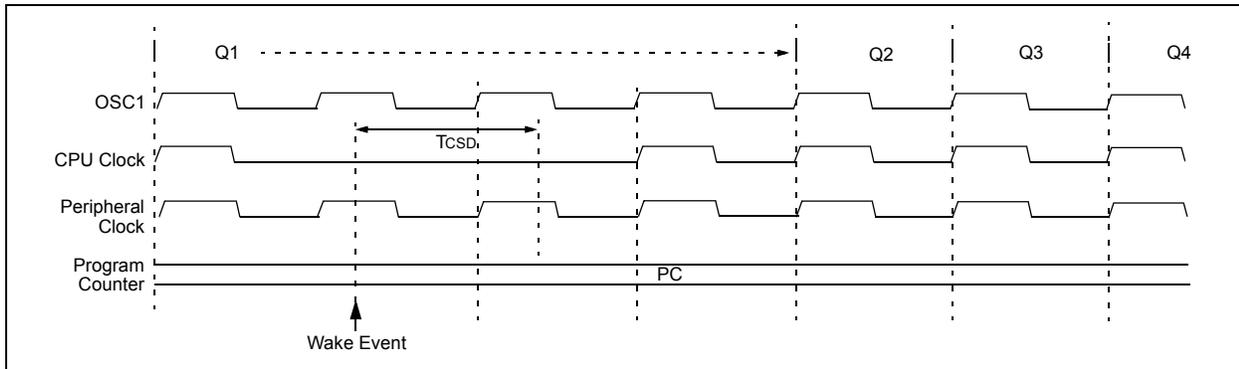 Q1
Q2
Q3
Q4
OSC1
TCSD
CPU Clock
Peripheral
Clock
Program
Counter
PC
Wake Event